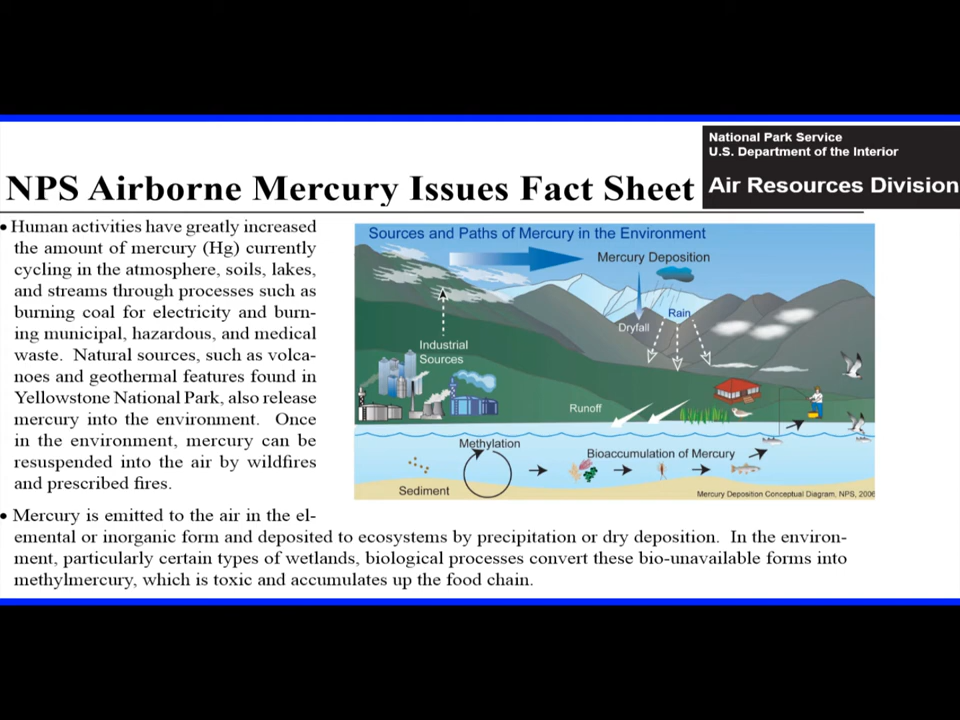 National Park Service
U.S. Department of the Interior
NPS Airborne Mercury Issues Fact Sheet
Air Resources Division
• Human activities have greatly increased
the amount of mercury (Hg) currently
cycling in the atmosphere, soils, lakes,
and streams through processes such as
burning coal for electricity and burn-
ing municipal, hazardous, and medical
waste. Natural sources, such as volca-
noes and geothermal features found in
Yellowstone National Park, also release
mercury into the environment. Once
in the environment, mercury can be
resuspended into the air by wildfires
and prescribed fires.
Sources and Paths of Mercury in the Environment
Mercury Deposition
Rain
Dryfall
Industrial
Sources
Runoff
Methylation
Bioaccumulation of Mercury
Sediment
Mercury Deposition Conceptual Diagram, NPS, 2006
• Mercury is emitted to the air in the el-
emental or inorganic form and deposited to ecosystems by precipitation or dry deposition. In the environ-
ment, particularly certain types of wetlands, biological processes convert these bio-unavailable forms into
methylmercury, which is toxic and accumulates up the food chain.